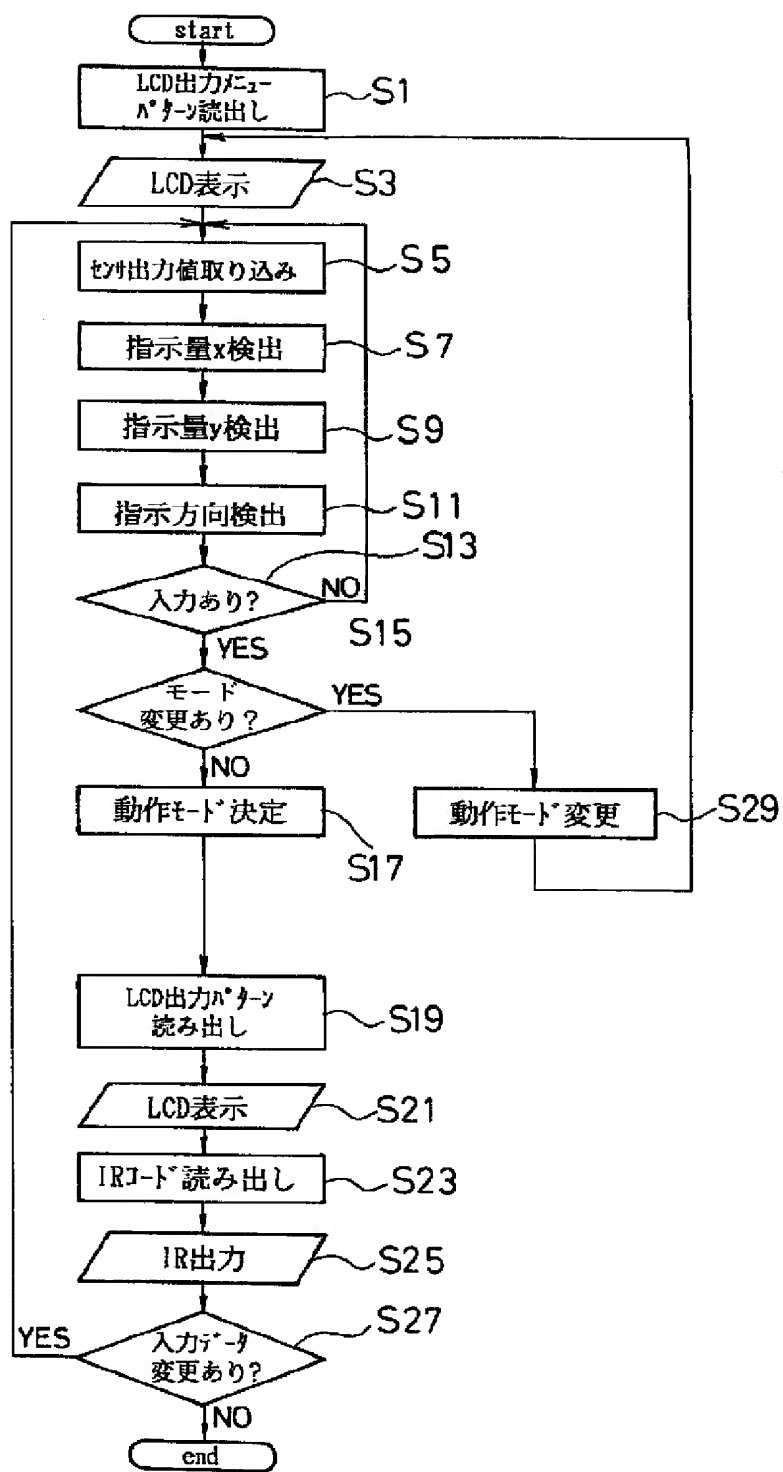 start
LCD出力メニュー
パターン読出し
S1
LCD表示
S3
センサ出力値取り込み
S5
指示量x検出
S7
指示量y検出
S9
指示方向検出
S11
S13
入力あり?
NO
S15
YES
モード
変更あり?
YES
NO
動作モード決定
S17
動作モード変更
S29
LCD出力パターン
読み出し
S19
LCD表示
S21
IRコード読み出し
S23
IR出力
S25
S27
YES
入力データ
変更あり?
NO
end